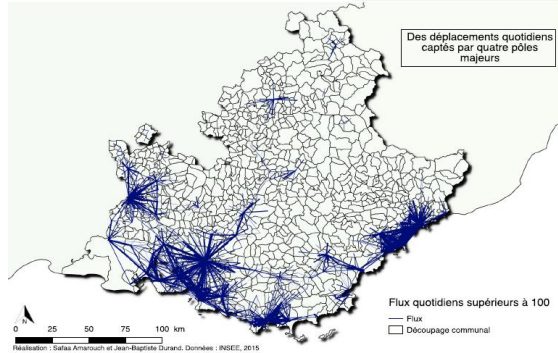 Des déplacements quotidiens
captés par quatre pôles
majeurs
Flux quotidiens supérieurs à 100
Flux
Découpage communal
N
0 25 50 75 100 km
Réalisation : Safaa Amarouch et Jean-Baptiste Durand. Données : INSEE, 2015